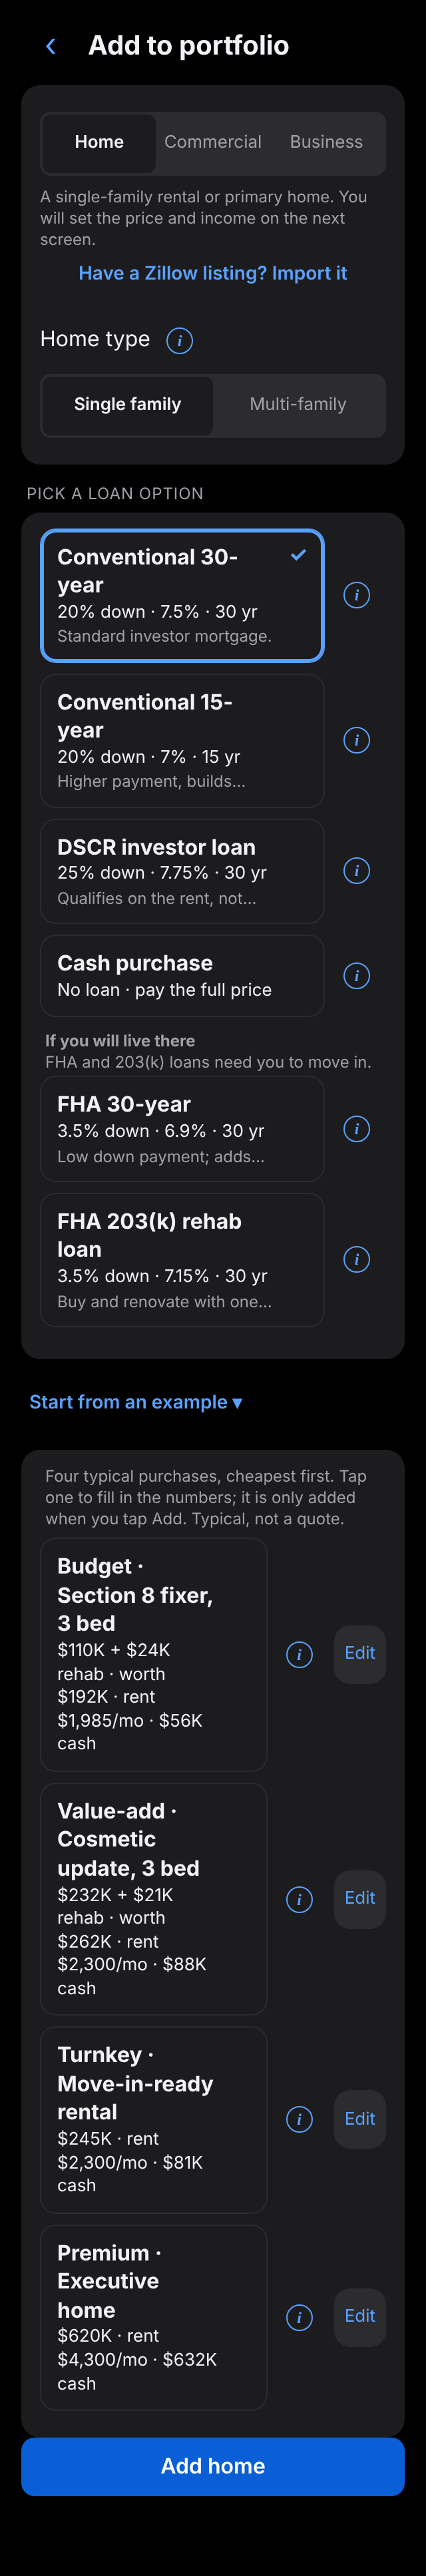 Add to portfolio
Home Commercial Business
A single-family rental or primary home. You
will set the price and income on the next
screen.
Have a Zillow listing? Import it
Home type i
Single family Multi-family
PICK A LOAN OPTION
Conventional 30-
year
20% down · 7.5% · 30 yr
Standard investor mortgage.
i
Conventional 15-
year
20% down · 7% · 15 yr
Higher payment, builds...
i
DSCR investor loan
25% down · 7.75% · 30 yr
Qualifies on the rent, not...
i
Cash purchase
No loan · pay the full price
i
If you will live there
FHA and 203(k) loans need you to move in.
FHA 30-year
3.5% down · 6.9% · 30 yr
Low down payment; adds...
i
FHA 203(k) rehab
loan
3.5% down · 7.15% · 30 yr
Buy and renovate with one...
i
Start from an example ▾
Four typical purchases, cheapest first. Tap
one to fill in the numbers; it is only added
when you tap Add. Typical, not a quote.
Budget ·
Section 8 fixer,
3 bed
$110K + $24K
rehab · worth
$192K · rent
$1,985/mo · $56K
cash
i
Edit
Value-add ·
Cosmetic
update, 3 bed
$232K + $21K
rehab · worth
$262K · rent
$2,300/mo · $88K
cash
i
Edit
Turnkey ·
Move-in-ready
rental
$245K · rent
$2,300/mo · $81K
cash
i
Edit
Premium ·
Executive
home
$620K · rent
$4,300/mo · $632K
cash
i
Edit
Add home